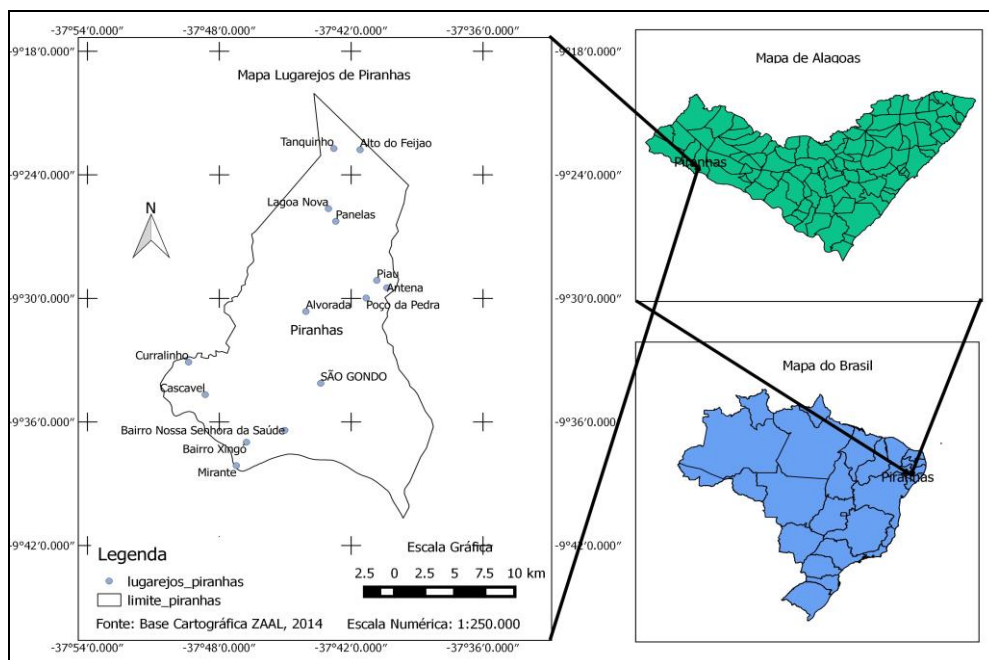 -37°54'0.000" -37°48'0.000" -37°42'0.000" -37°36'0.000"
-9°18'0.000" -9°18'0.000"
Mapa Lugarejos de Piranhas
Tanquinho Alto do Feijao
-9°24'0.000" -9°24'0.000"
Lagoa Nova
Panelas
N
Piau
Antena
-9°30'0.000" -9°30'0.000"
Poço da Pedra
Alvorada
Piranhas
Curralinho
SÃO GONDO
Cascavel
-9°36'0.000" -9°36'0.000"
Bairro Nossa Senhora da Saúde
Bairro Xingó
Mirante
-9°42'0.000" -9°42'0.000"
Legenda
lugarejos_piranhas
limite_piranhas
Fonte: Base Cartográfica ZAAL, 2014
Escala Gráfica
2.5 0 2.5 5 7.5 10 km
Escala Numérica: 1:250.000
-37°54'0.000" -37°48'0.000" -37°42'0.000" -37°36'0.000"
Mapa de Alagoas
Piranhas
Mapa do Brasil
Piranhas